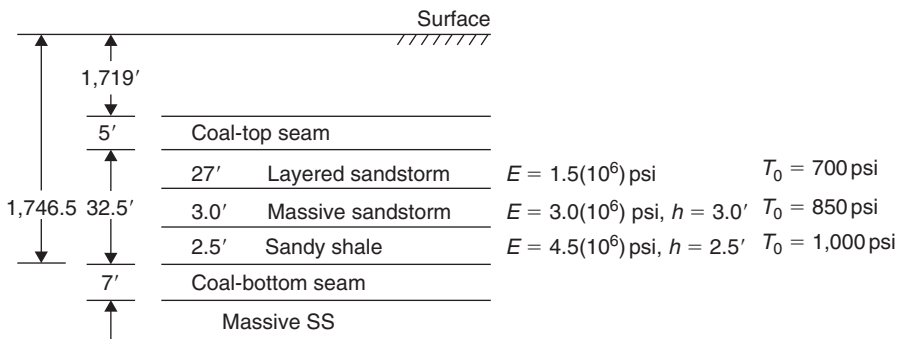 Surface
1,719′
5′ Coal-top seam
27′ Layered sandstorm E = 1.5(10⁶) psi T₀ = 700 psi
1,746.5 32.5′ 3.0′ Massive sandstorm E = 3.0(10⁶) psi, h = 3.0′ T₀ = 850 psi
2.5′ Sandy shale E = 4.5(10⁶) psi, h = 2.5′ T₀ = 1,000 psi
7′ Coal-bottom seam
Massive SS